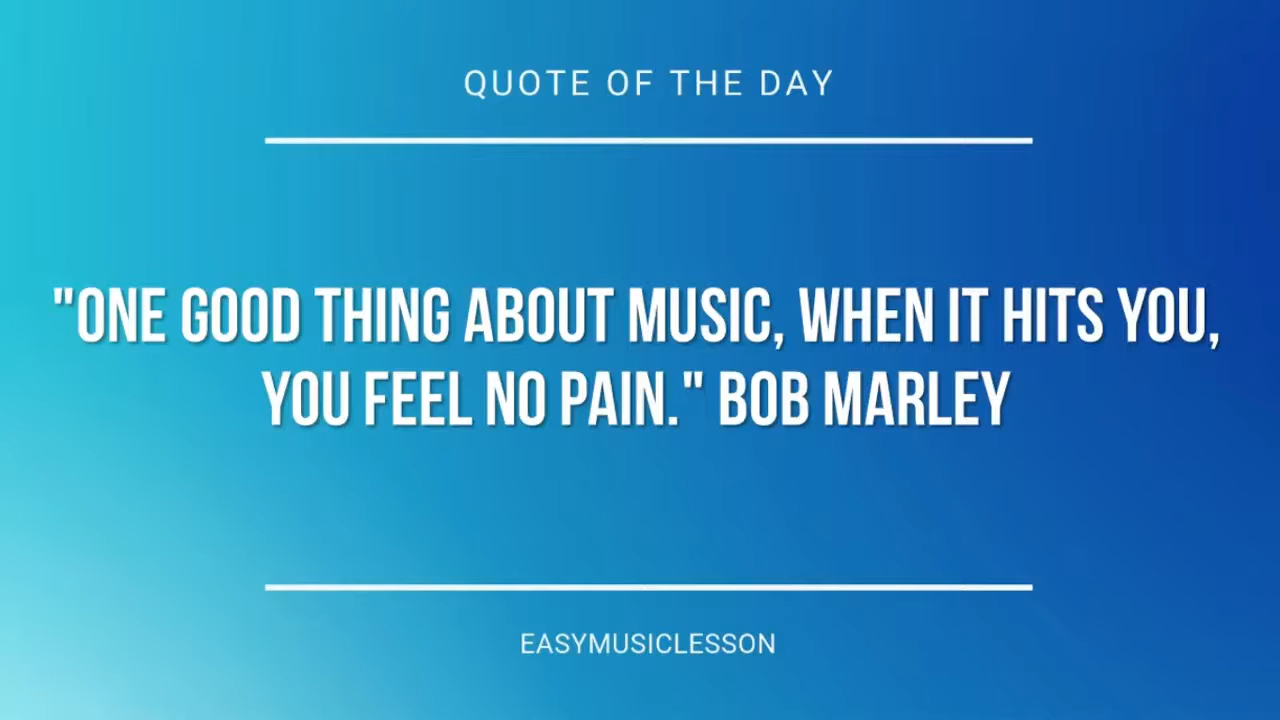 QUOTE OF THE DAY
"ONE GOOD THING ABOUT MUSIC, WHEN IT HITS YOU,
YOU FEEL NO PAIN." BOB MARLEY
EASYMUSICLESSON